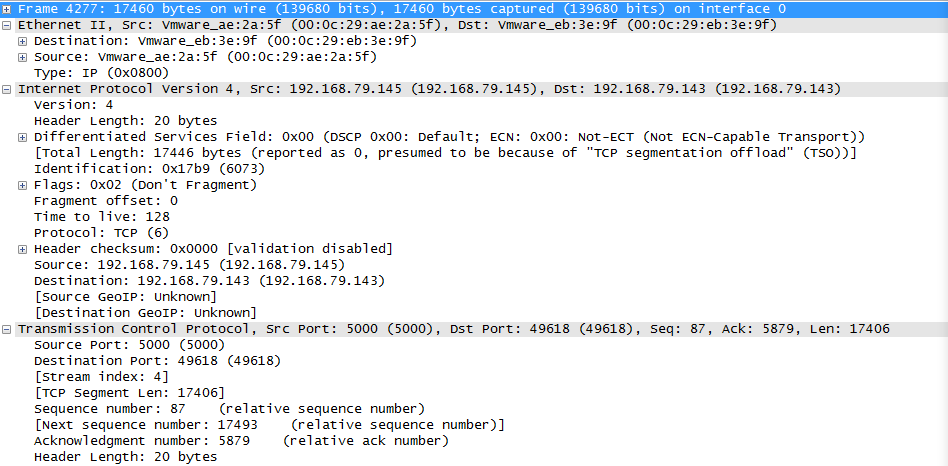 Frame 4277: 17460 bytes on wire (139680 bits), 17460 bytes captured (139680 bits) on interface 0
Ethernet II, Src: Vmware_ae:2a:5f (00:0c:29:ae:2a:5f), Dst: Vmware_eb:3e:9f (00:0c:29:eb:3e:9f)
Destination: Vmware_eb:3e:9f (00:0c:29:eb:3e:9f)
Source: Vmware_ae:2a:5f (00:0c:29:ae:2a:5f)
Type: IP (0x0800)
Internet Protocol Version 4, Src: 192.168.79.145 (192.168.79.145), Dst: 192.168.79.143 (192.168.79.143)
Version: 4
Header Length: 20 bytes
Differentiated Services Field: 0x00 (DSCP 0x00: Default; ECN: 0x00: Not-ECT (Not ECN-Capable Transport))
[Total Length: 17446 bytes (reported as 0, presumed to be because of "TCP segmentation offload" (TSO))]
Identification: 0x17b9 (6073)
Flags: 0x02 (Don't Fragment)
Fragment offset: 0
Time to live: 128
Protocol: TCP (6)
Header checksum: 0x0000 [validation disabled]
Source: 192.168.79.145 (192.168.79.145)
Destination: 192.168.79.143 (192.168.79.143)
[Source GeoIP: Unknown]
[Destination GeoIP: Unknown]
Transmission Control Protocol, Src Port: 5000 (5000), Dst Port: 49618 (49618), Seq: 87, Ack: 5879, Len: 17406
Source Port: 5000 (5000)
Destination Port: 49618 (49618)
[Stream index: 4]
[TCP Segment Len: 17406]
Sequence number: 87    (relative sequence number)
[Next sequence number: 17493    (relative sequence number)]
Acknowledgment number: 5879    (relative ack number)
Header Length: 20 bytes